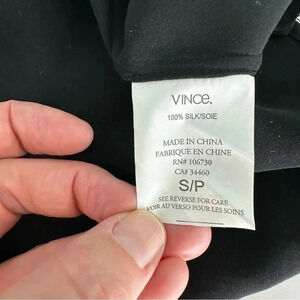 VINCE.
100% SILK/SOIE
MADE IN CHINA
FABRIQUE EN CHINE
RN# 106730
CA# 34460
S/P
SEE REVERSE FOR CARE
VOIR AU VERSO POUR LES SOINS